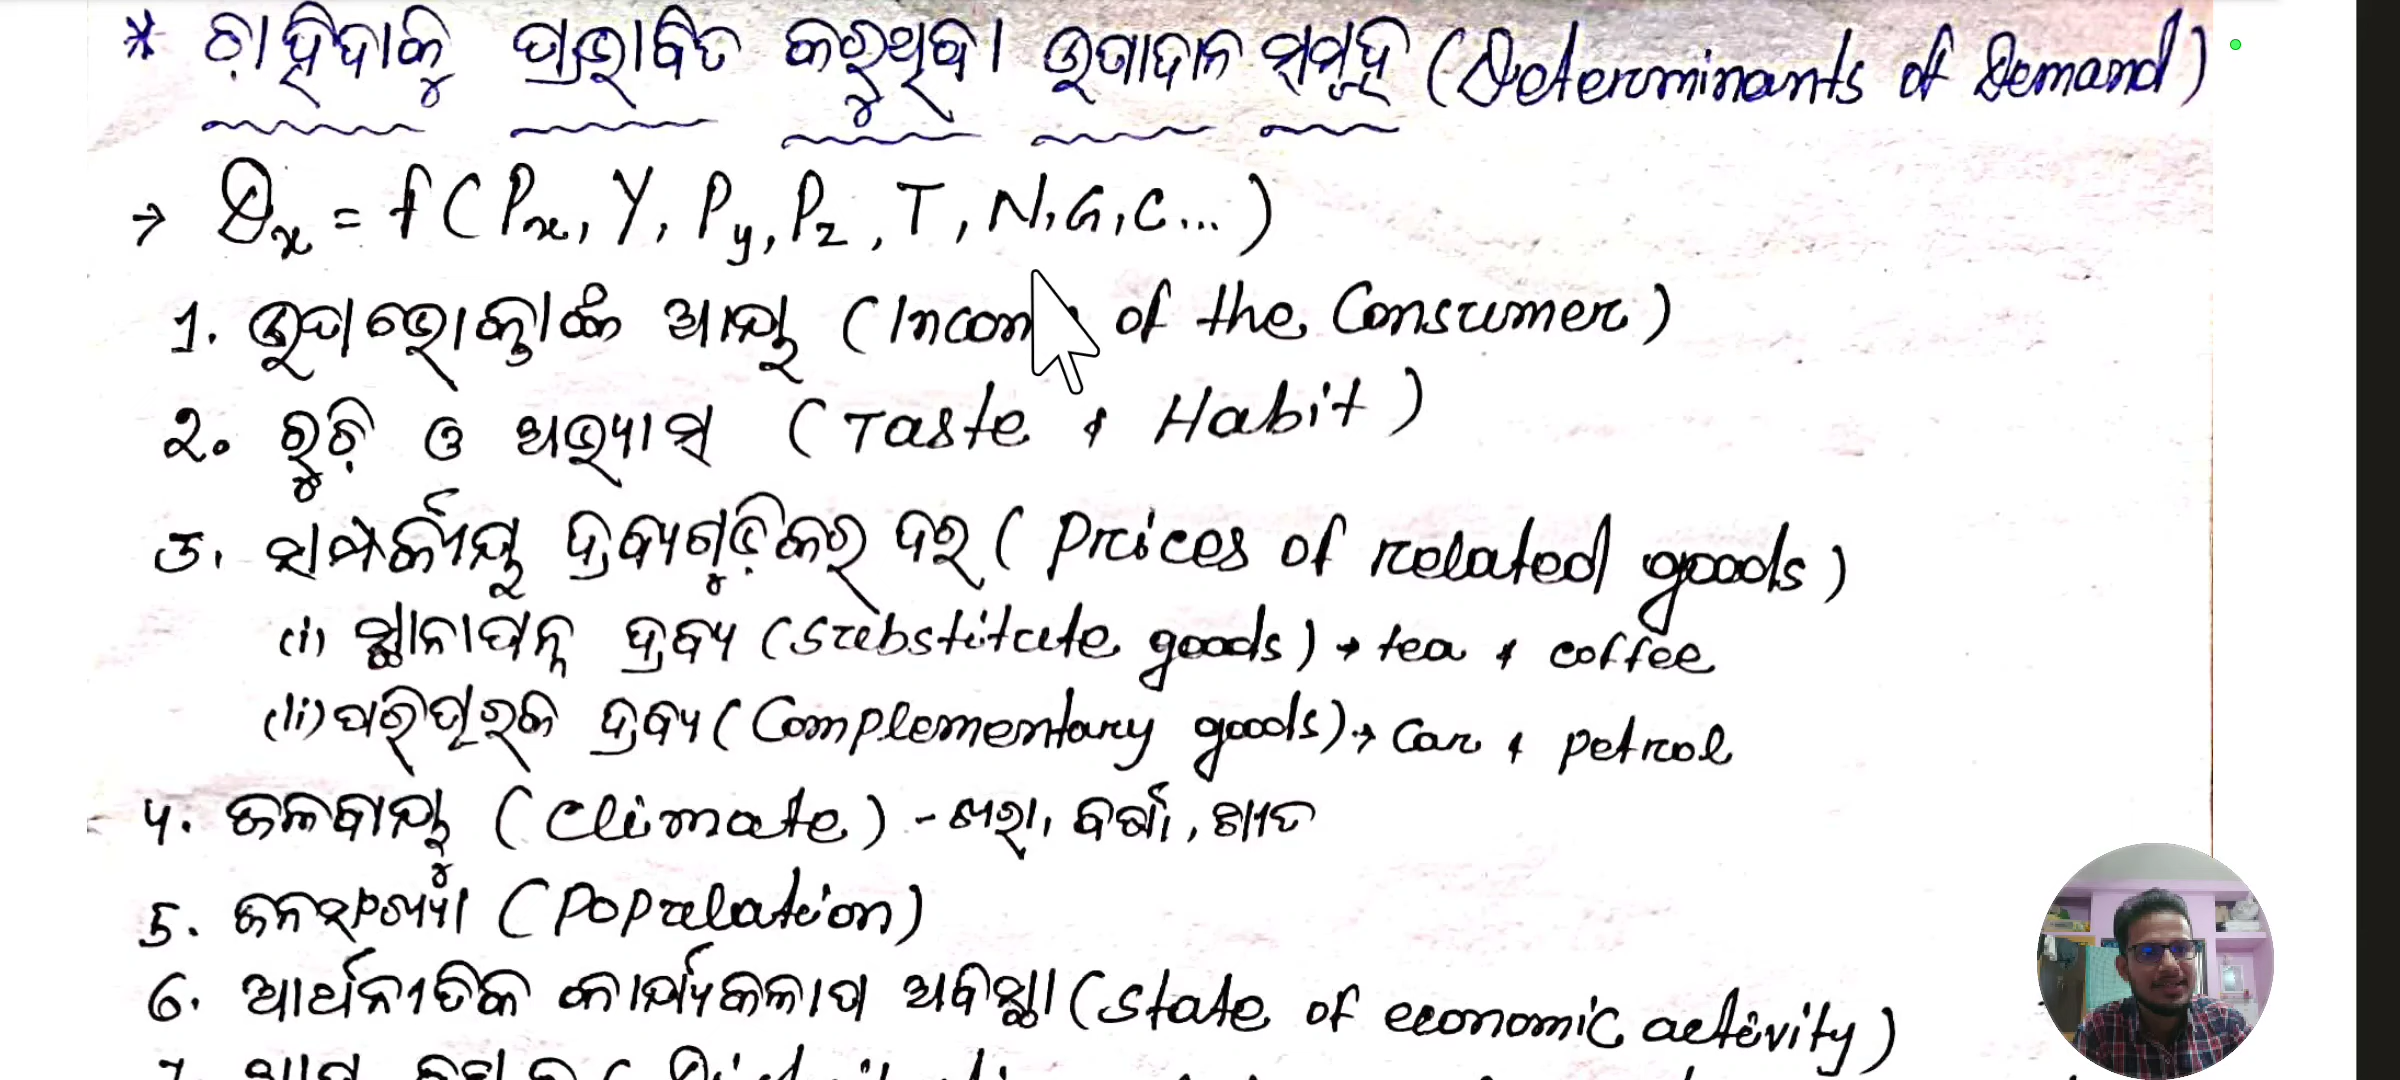 * ଚାହିଦାକୁ ପ୍ରଭାବିତ କରୁଥିବା ଉପାଦାନ ସମୂହ (Determinants of Demand)
→ Dx = f (Px, Y, Py, Pz, T, N, G, C...)
1. ଉପଭୋକ୍ତାଙ୍କ ଆୟ (Income of the Consumer)
୨. ରୁଚି ଓ ଅଭ୍ୟାସ (Taste & Habit)
୩. ସମ୍ପର୍କୀୟ ଦ୍ରବ୍ୟଗୁଡ଼ିକର ଦର (Prices of related goods)
(i) ସ୍ଥାନାପନ୍ନ ଦ୍ରବ୍ୟ (Substitute goods) → tea & coffee
(ii) ପରିପୂରକ ଦ୍ରବ୍ୟ (Complementary goods) → Car & petrol
୪. ଜଳବାୟୁ (Climate) - ଖରା, ବର୍ଷା, ଶୀତ
5. ଜନସଂଖ୍ୟା (Population)
6. ଆର୍ଥନୀତିକ କାର୍ଯ୍ୟକଳାପ ଅବସ୍ଥା (State of economic activity)